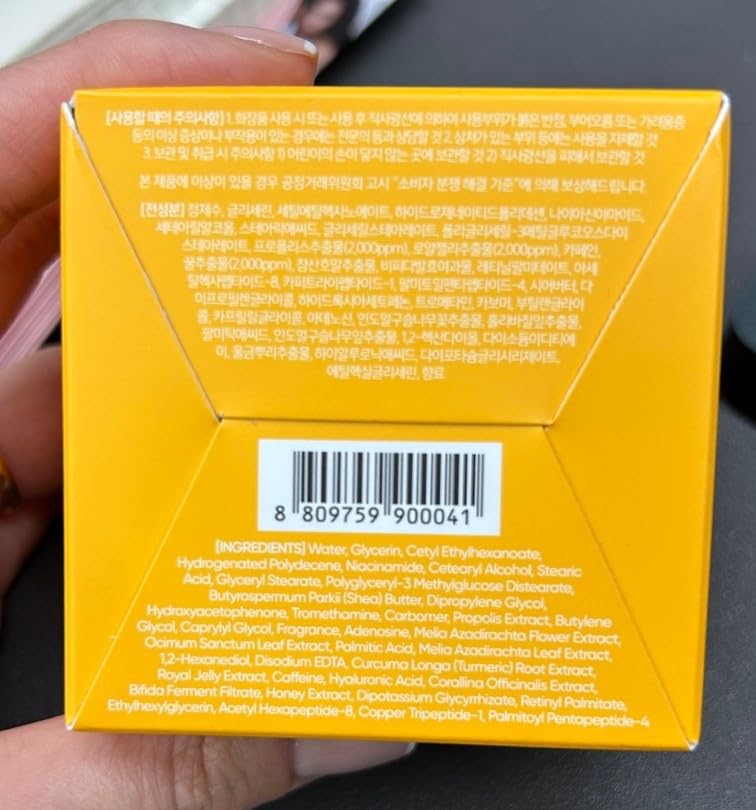 [사용할 때의 주의사항] 1. 화장품 사용 시 또는 사용 후 직사광선에 의하여 사용부위가 붉은 반점, 부어오름 또는 가려움증
등의 이상 증상이나 부작용이 있는 경우에는 전문의 등과 상담할 것 2. 상처가 있는 부위 등에는 사용을 자제할 것
3. 보관 및 취급 시 주의사항 1) 어린이의 손이 닿지 않는 곳에 보관할 것 2) 직사광선을 피해서 보관할 것
본 제품에 이상이 있을 경우 공정거래위원회 고시 "소비자 분쟁 해결 기준"에 의해 보상해드립니다.
[전성분] 정제수, 글리세린, 세틸에틸헥사노에이트, 하이드로제네이티드폴리데센, 나이아신아마이드,
세테아릴알코올, 스테아릭애씨드, 글리세릴스테아레이트, 폴리글리세릴-3메틸글루코오스다이
스테아레이트, 프로폴리스추출물(2,000ppm), 로얄젤리추출물(2,000ppm), 카페인,
꿀추출물(2,000ppm), 참산호말추출물, 비피다발효여과물, 레티닐팔미테이트, 아세
틸헥사펩타이드-8, 카퍼트라이펩타이드-1, 팔미토일펜타펩타이드-4, 시어버터, 다
이프로필렌글라이콜, 하이드록시아세토페논, 트로메타민, 카보머, 부틸렌글라이
콜, 카프릴릴글라이콜, 아데노신, 인도멀구슬나무꽃추출물, 홀리바질잎추출물,
팔미틱애씨드, 인도멀구슬나무잎추출물, 1,2-헥산다이올, 다이소듐이디티에
이, 울금뿌리추출물, 하이알루로닉애씨드, 다이포타슘글리시리제이트,
에틸헥실글리세린, 향료
8 809759 900041
[INGREDIENTS] Water, Glycerin, Cetyl Ethylhexanoate,
Hydrogenated Polydecene, Niacinamide, Cetearyl Alcohol, Stearic
Acid, Glyceryl Stearate, Polyglyceryl-3 Methylglucose Distearate,
Butyrospermum Parkii (Shea) Butter, Dipropylene Glycol,
Hydroxyacetophenone, Tromethamine, Carbomer, Propolis Extract, Butylene
Glycol, Caprylyl Glycol, Fragrance, Adenosine, Melia Azadirachta Flower Extract,
Ocimum Sanctum Leaf Extract, Palmitic Acid, Melia Azadirachta Leaf Extract,
1,2-Hexanediol, Disodium EDTA, Curcuma Longa (Turmeric) Root Extract,
Royal Jelly Extract, Caffeine, Hyaluronic Acid, Corallina Officinalis Extract,
Bifida Ferment Filtrate, Honey Extract, Dipotassium Glycyrrhizate, Retinyl Palmitate,
Ethylhexylglycerin, Acetyl Hexapeptide-8, Copper Tripeptide-1, Palmitoyl Pentapeptide-4